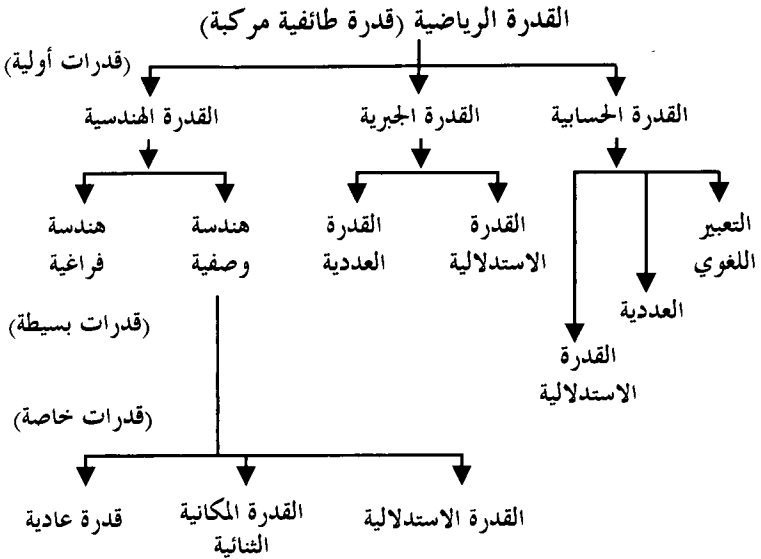 القدرة الرياضية (قدرة طائفية مركبة)
(قدرات أولية)
القدرة الحسابية
القدرة الجبرية
القدرة الهندسية
التعبير
اللغوي
العددية
القدرة
الاستدلالية
القدرة
الاستدلالية
القدرة
العددية
هندسة
وصفية
هندسة
فراغية
(قدرات بسيطة)
(قدرات خاصة)
القدرة الاستدلالية
القدرة المكانية
الثنائية
قدرة عادية